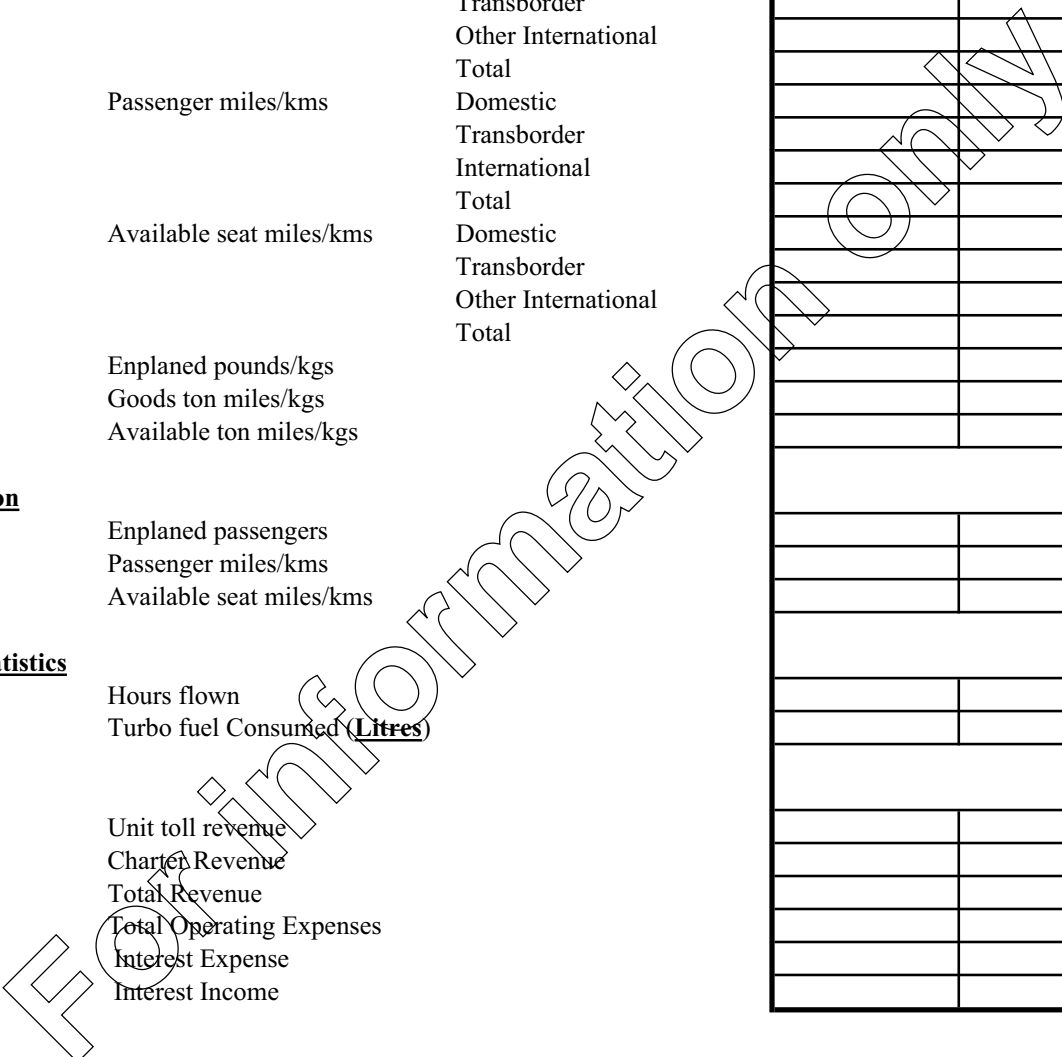 Transborder
Other International
Total
Passenger miles/kms Domestic
Transborder
International
Total
Available seat miles/kms Domestic
Transborder
Other International
Total
Enplaned pounds/kgs
Goods ton miles/kgs
Available ton miles/kgs
on
Enplaned passengers
Passenger miles/kms
Available seat miles/kms
atistics
Hours flown
Turbo fuel Consumed (Litres)
Unit toll revenue
Charter Revenue
Total Revenue
Total Operating Expenses
Interest Expense
Interest Income
For information only